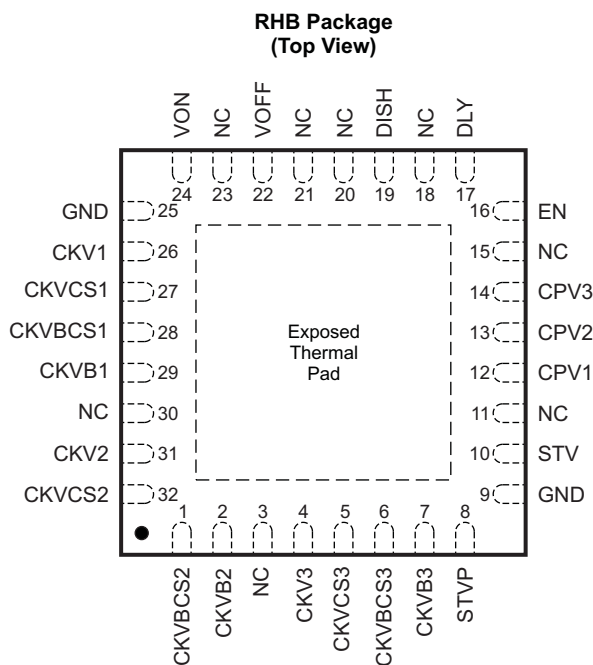 RHB Package
(Top View)
VON
NC
VOFF
NC
NC
DISH
NC
DLY
24
23
22
21
20
19
18
17
GND
25
16
EN
CKV1
26
15
NC
CKVCS1
27
14
CPV3
CKVBCS1
28
13
CPV2
CKVB1
29
12
CPV1
NC
30
11
NC
CKV2
31
10
STV
CKVCS2
32
9
GND
Exposed
Thermal
Pad
1
2
3
4
5
6
7
8
CKVBCS2
CKVB2
NC
CKV3
CKVCS3
CKVBCS3
CKVB3
STVP